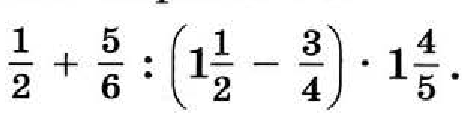 1/2 + 5/6 : (1 1/2 − 3/4) · 1 4/5.